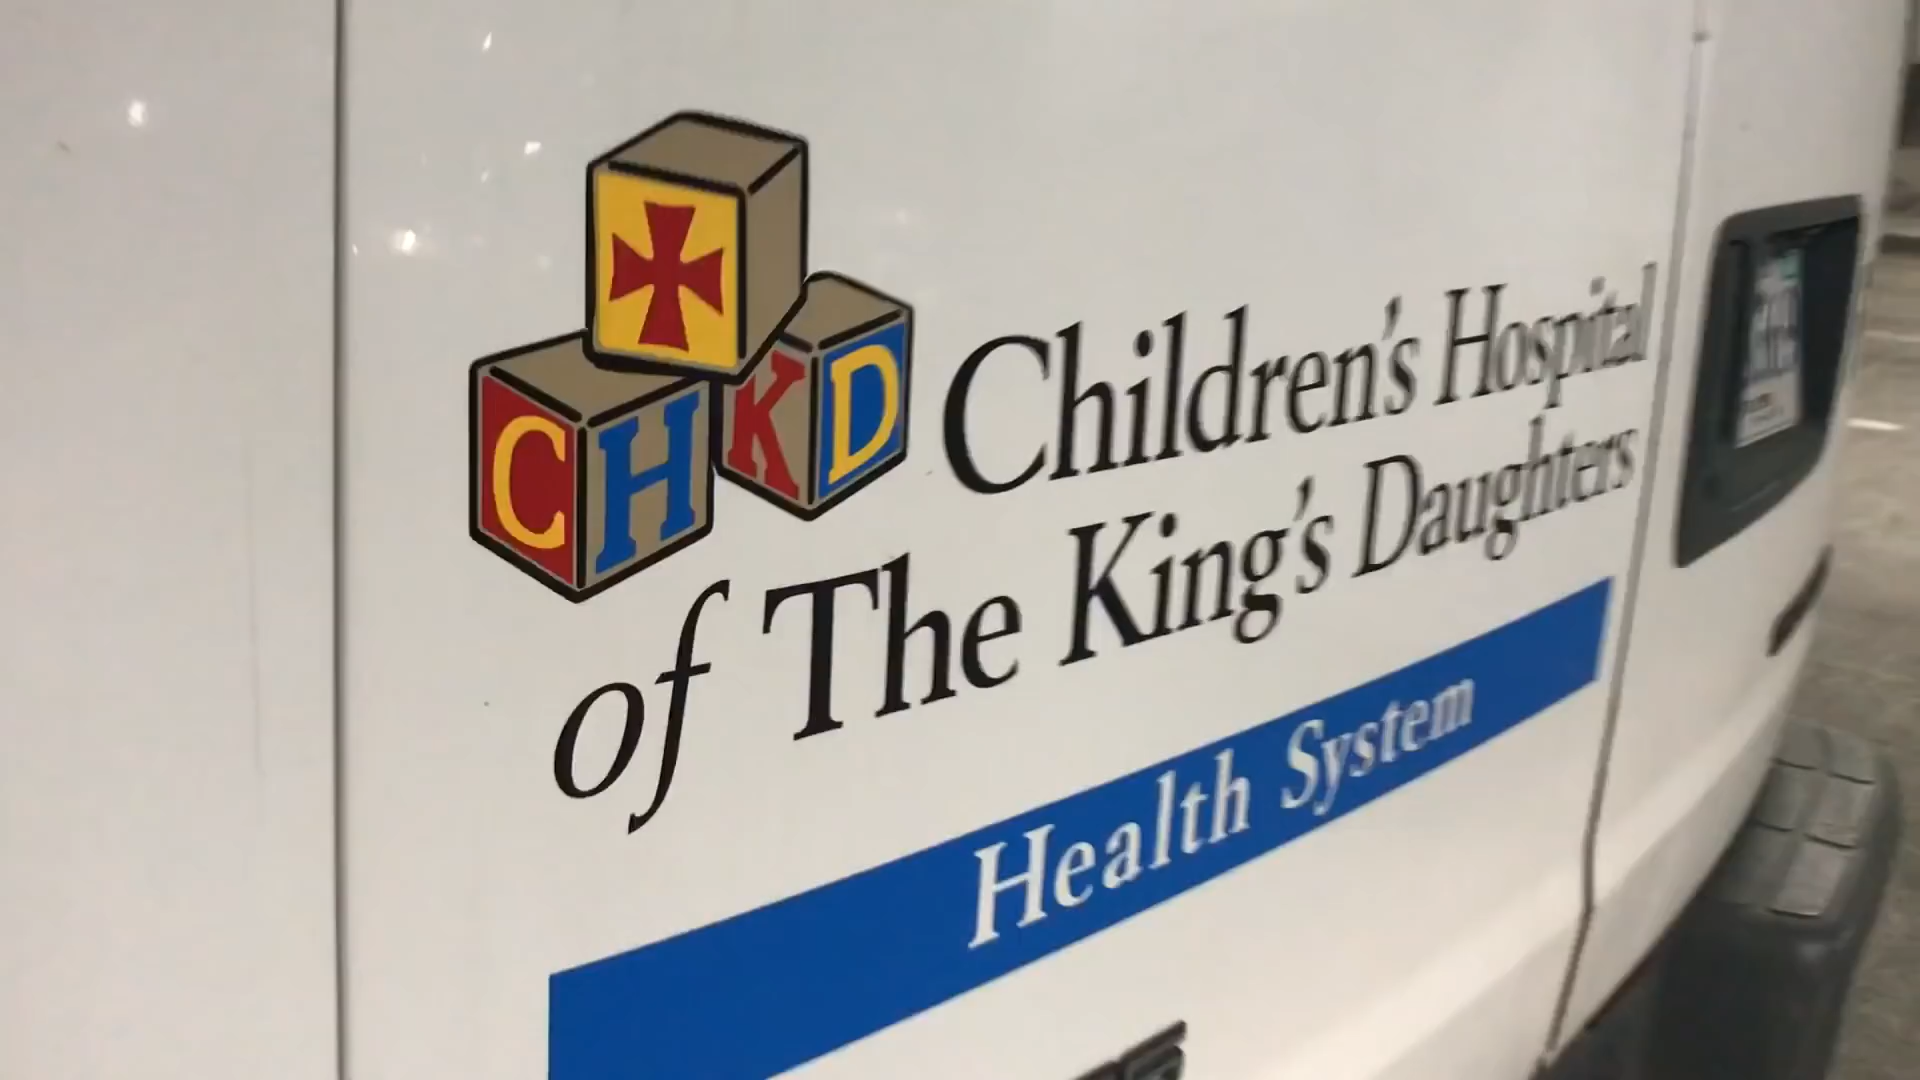 CHKD
Children's Hospital
of The King's Daughters
Health System